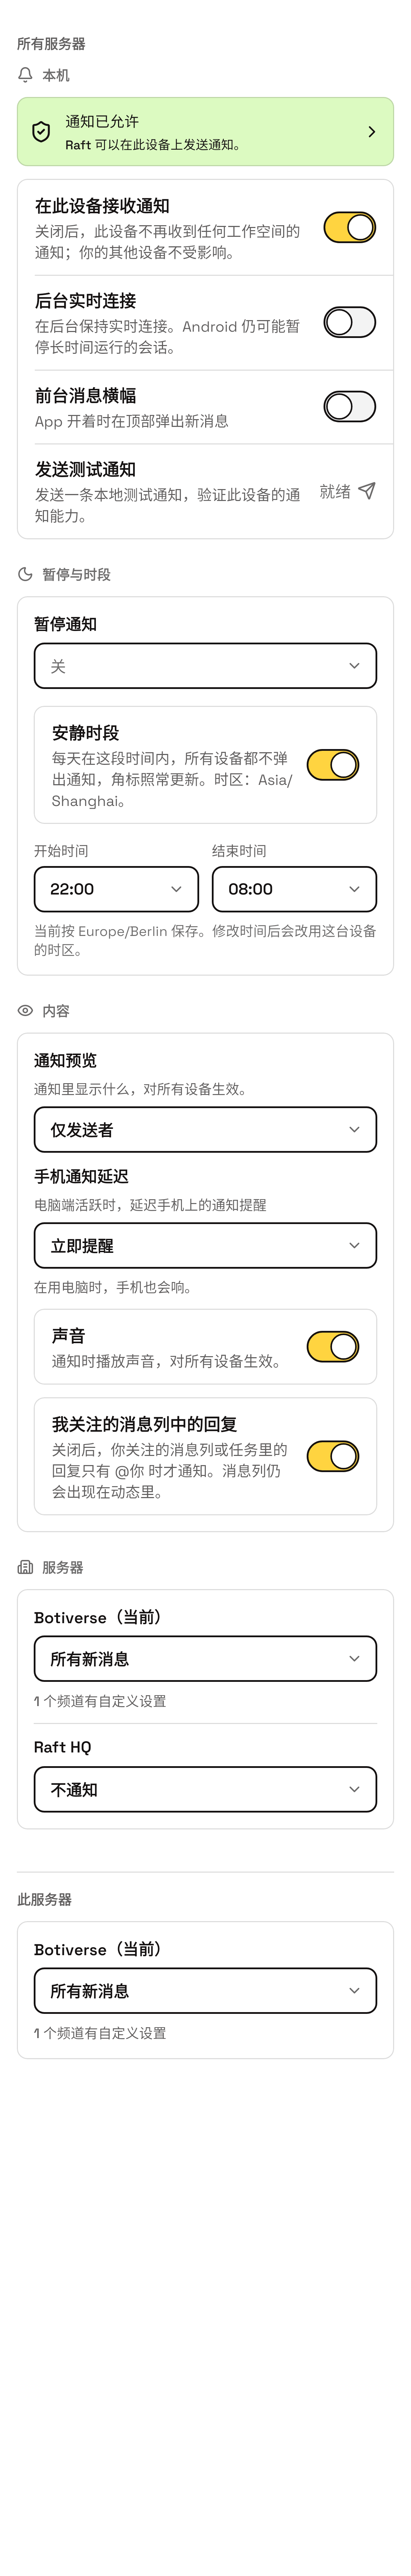 所有服务器
本机
通知已允许
Raft 可以在此设备上发送通知。
在此设备接收通知
关闭后，此设备不再收到任何工作空间的
通知；你的其他设备不受影响。
后台实时连接
在后台保持实时连接。Android 仍可能暂
停长时间运行的会话。
前台消息横幅
App 开着时在顶部弹出新消息
发送测试通知
发送一条本地测试通知，验证此设备的通
知能力。
就绪
暂停与时段
暂停通知
关
安静时段
每天在这段时间内，所有设备都不弹
出通知，角标照常更新。时区：Asia/
Shanghai。
开始时间
结束时间
22:00
08:00
当前按 Europe/Berlin 保存。修改时间后会改用这台设备
的时区。
内容
通知预览
通知里显示什么，对所有设备生效。
仅发送者
手机通知延迟
电脑端活跃时，延迟手机上的通知提醒
立即提醒
在用电脑时，手机也会响。
声音
通知时播放声音，对所有设备生效。
我关注的消息列中的回复
关闭后，你关注的消息列或任务里的
回复只有 @你 时才通知。消息列仍
会出现在动态里。
服务器
Botiverse（当前）
所有新消息
1 个频道有自定义设置
Raft HQ
不通知
此服务器
Botiverse（当前）
所有新消息
1 个频道有自定义设置